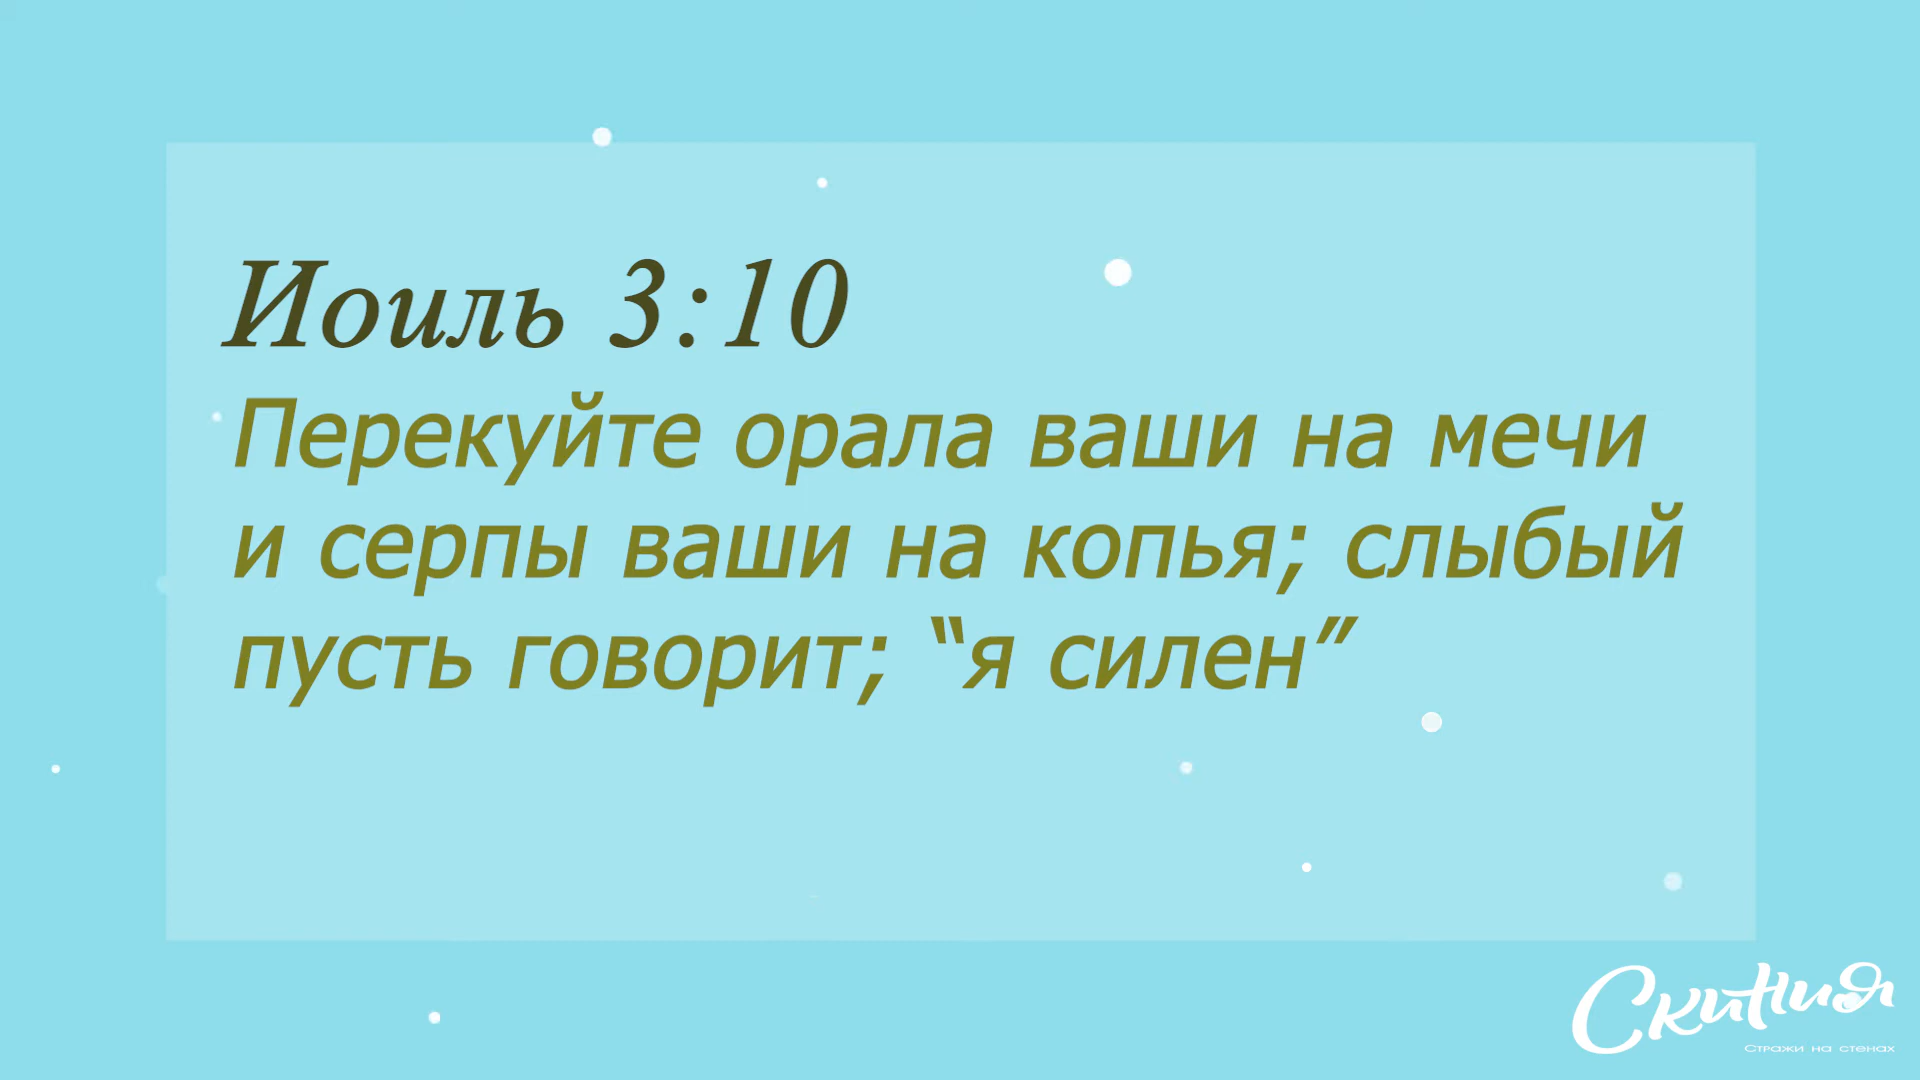 Иоиль 3:10
Перекуйте орала ваши на мечи
и серпы ваши на копья; слыбый
пусть говорит; “я силен”
Скиния
Стражи на стенах